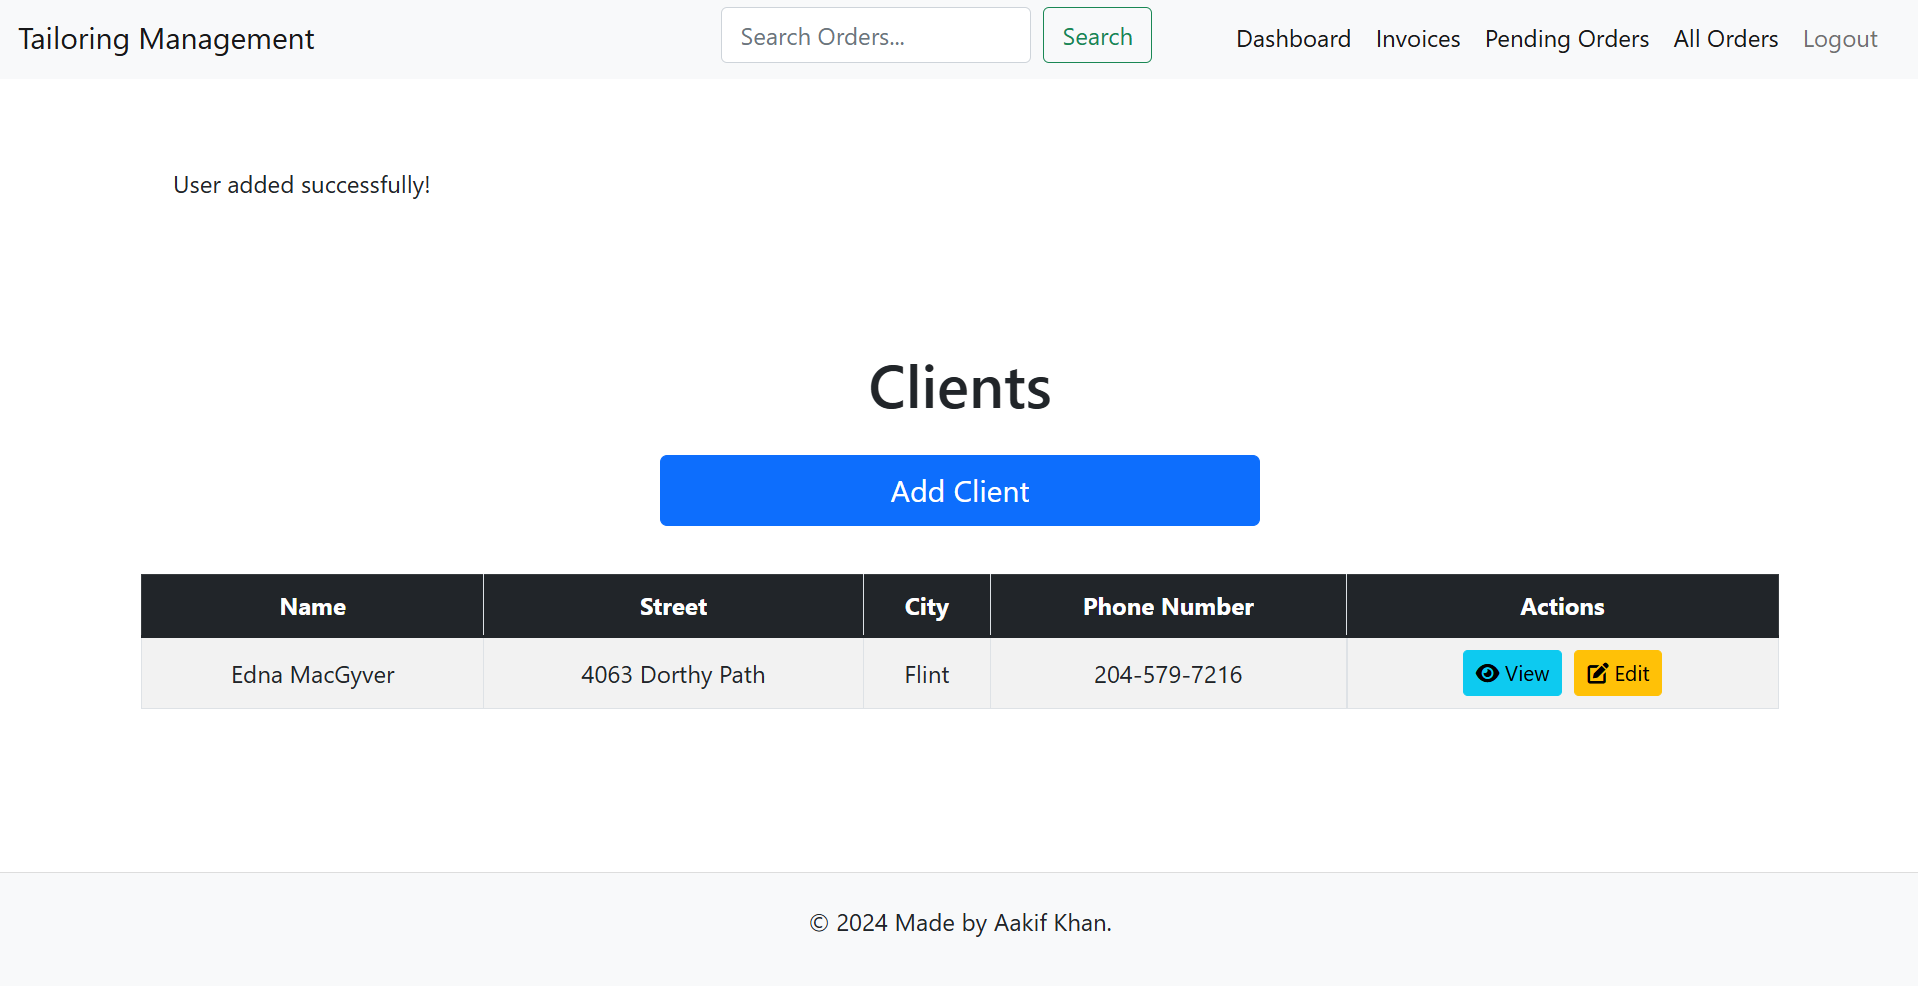 Tailoring Management
Search Orders...
Search
Dashboard Invoices Pending Orders All Orders Logout
User added successfully!
Clients
Add Client
Name Street City Phone Number Actions
Edna MacGyver 4063 Dorthy Path Flint 204-579-7216 View Edit
© 2024 Made by Aakif Khan.